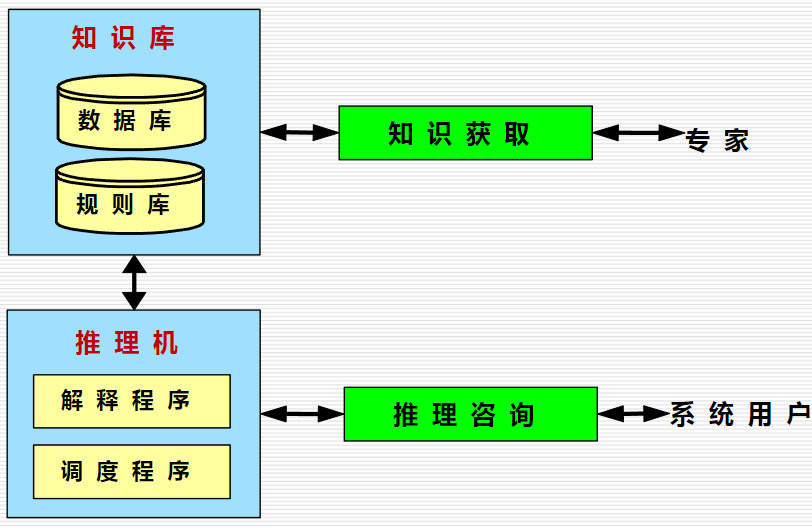 知识库
数据库
规则库
知识获取
专家
推理机
解释程序
调度程序
推理咨询
系统用户